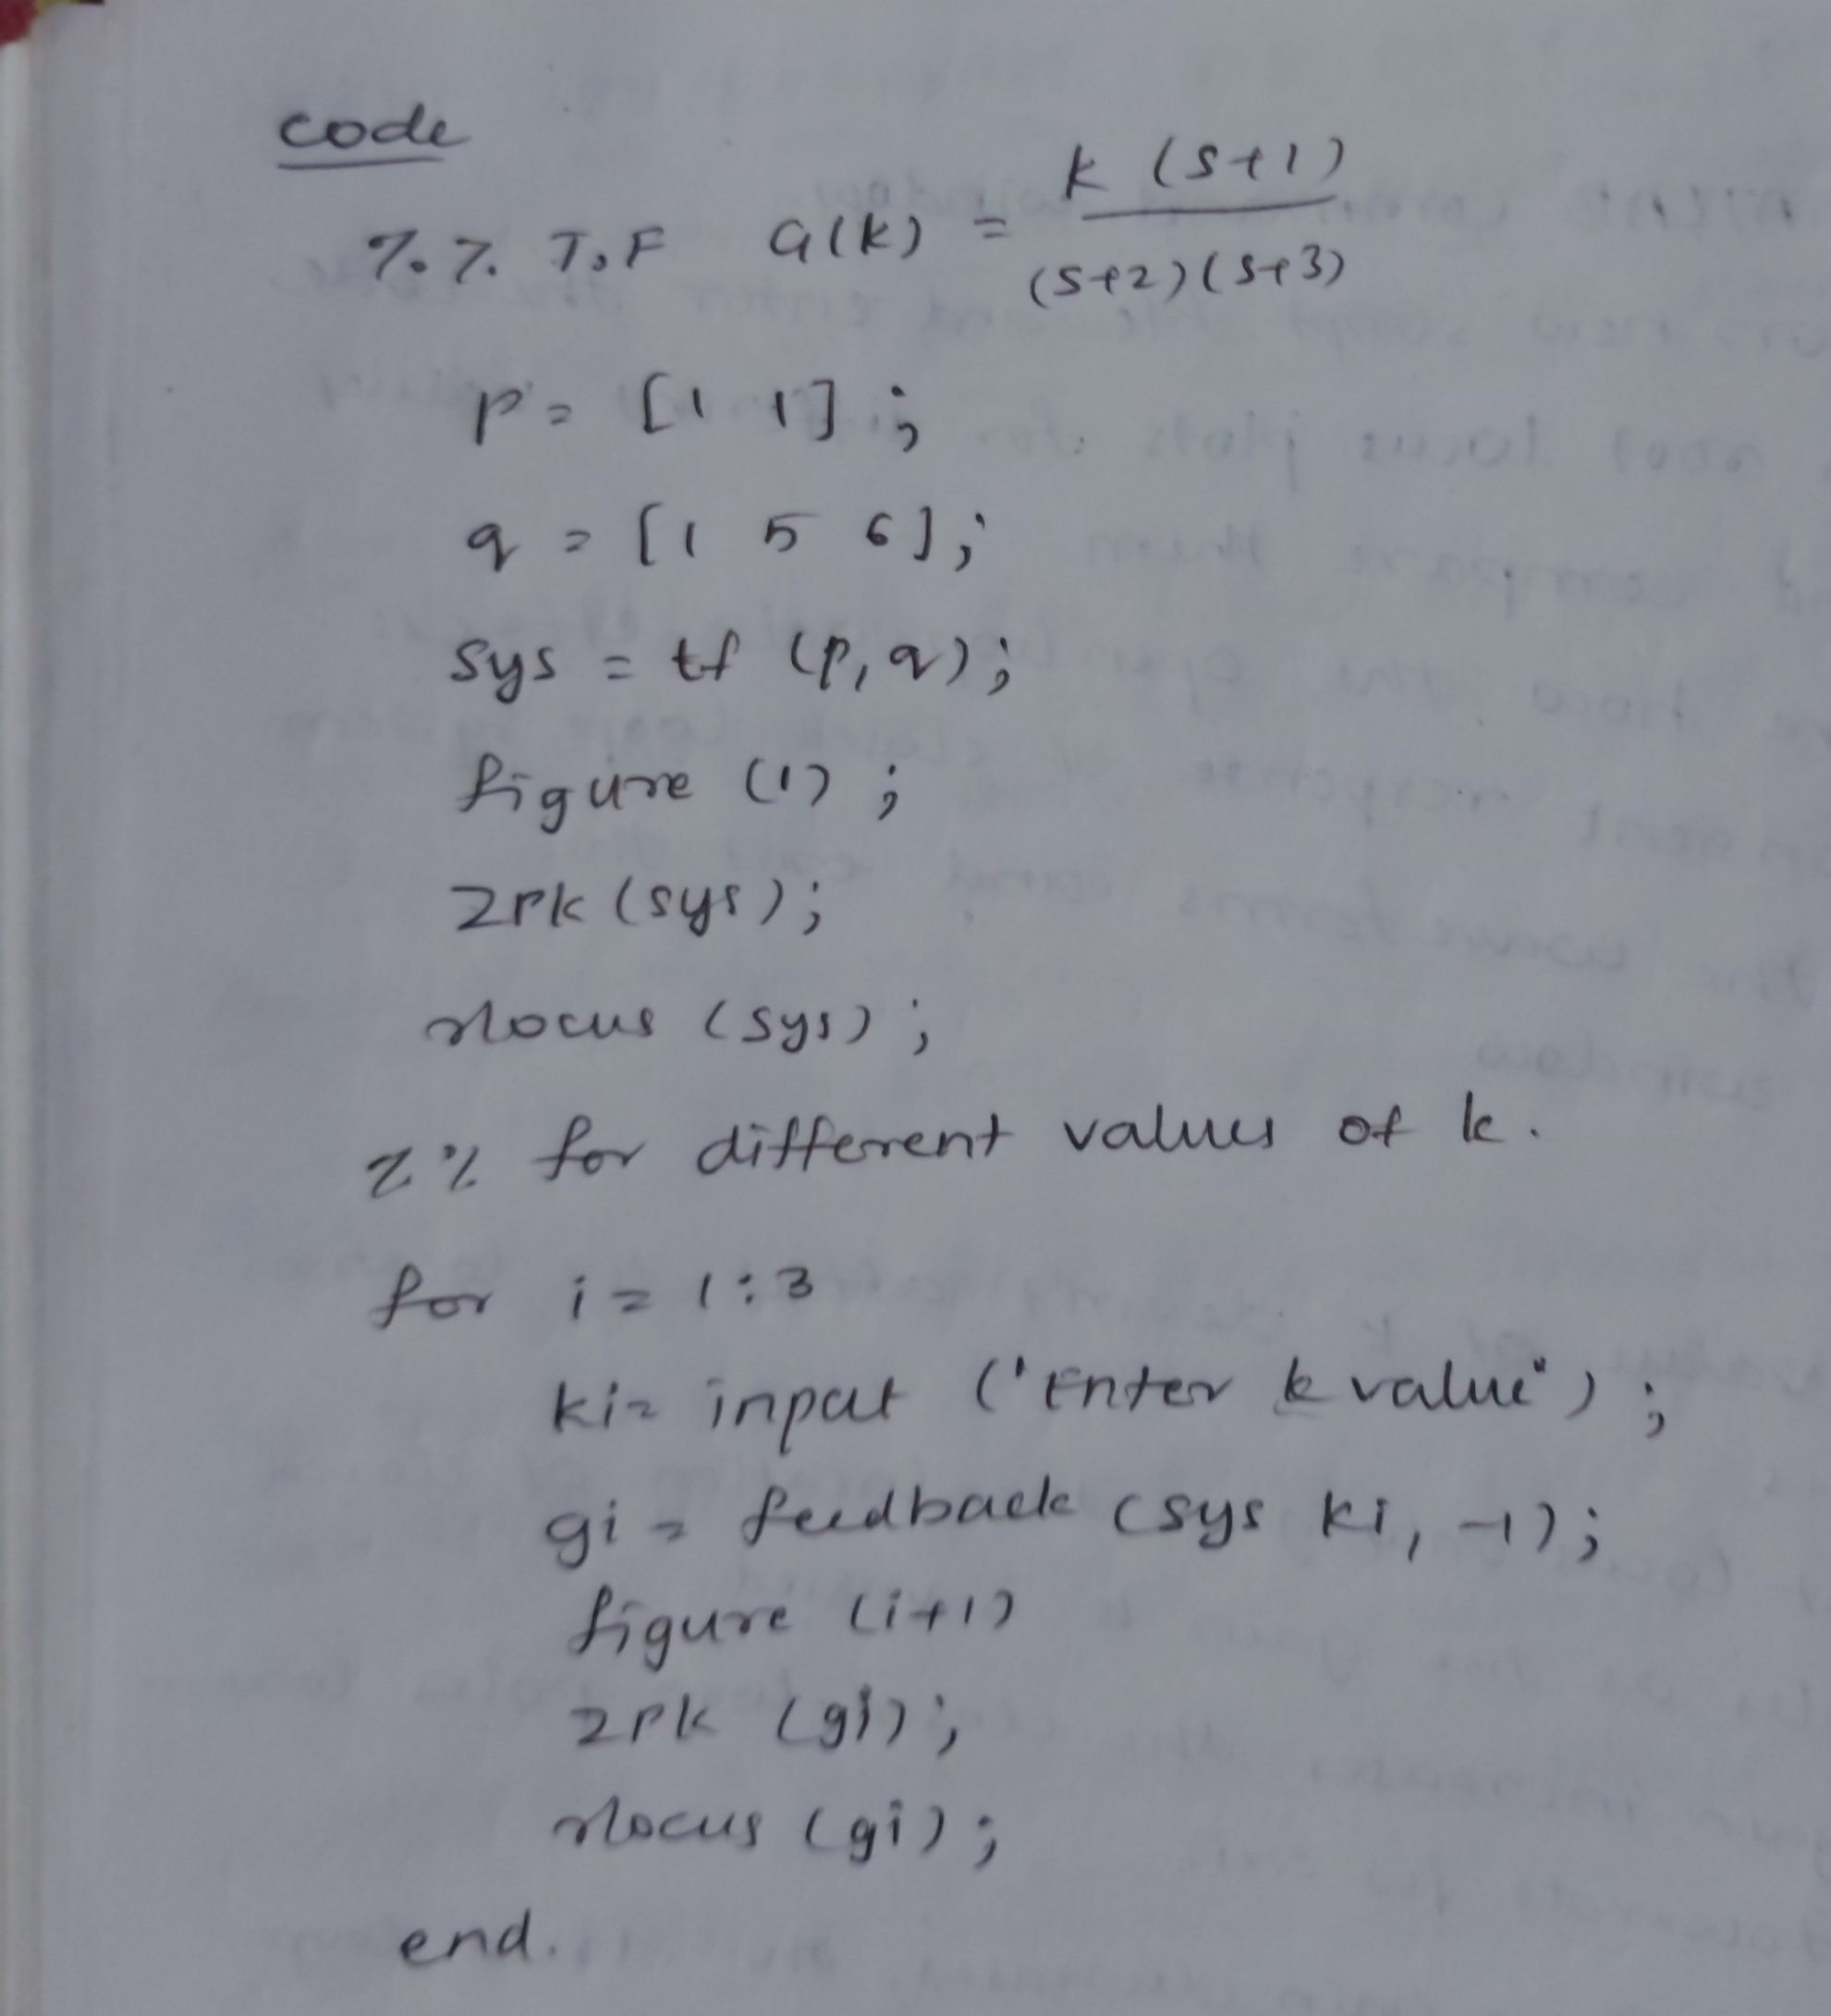 code
%% T.F G(k) = k (s+1) / (s+2)(s+3)
p = [1 1];
q = [1 5 6];
sys = tf (p,q);
figure (1);
zpk (sys);
rlocus (sys);
%% for different values of k.
for i = 1:3
ki = input ('Enter k value');
gi = feedback (sys ki, -1);
figure (i+1)
zpk (gi);
rlocus (gi);
end.